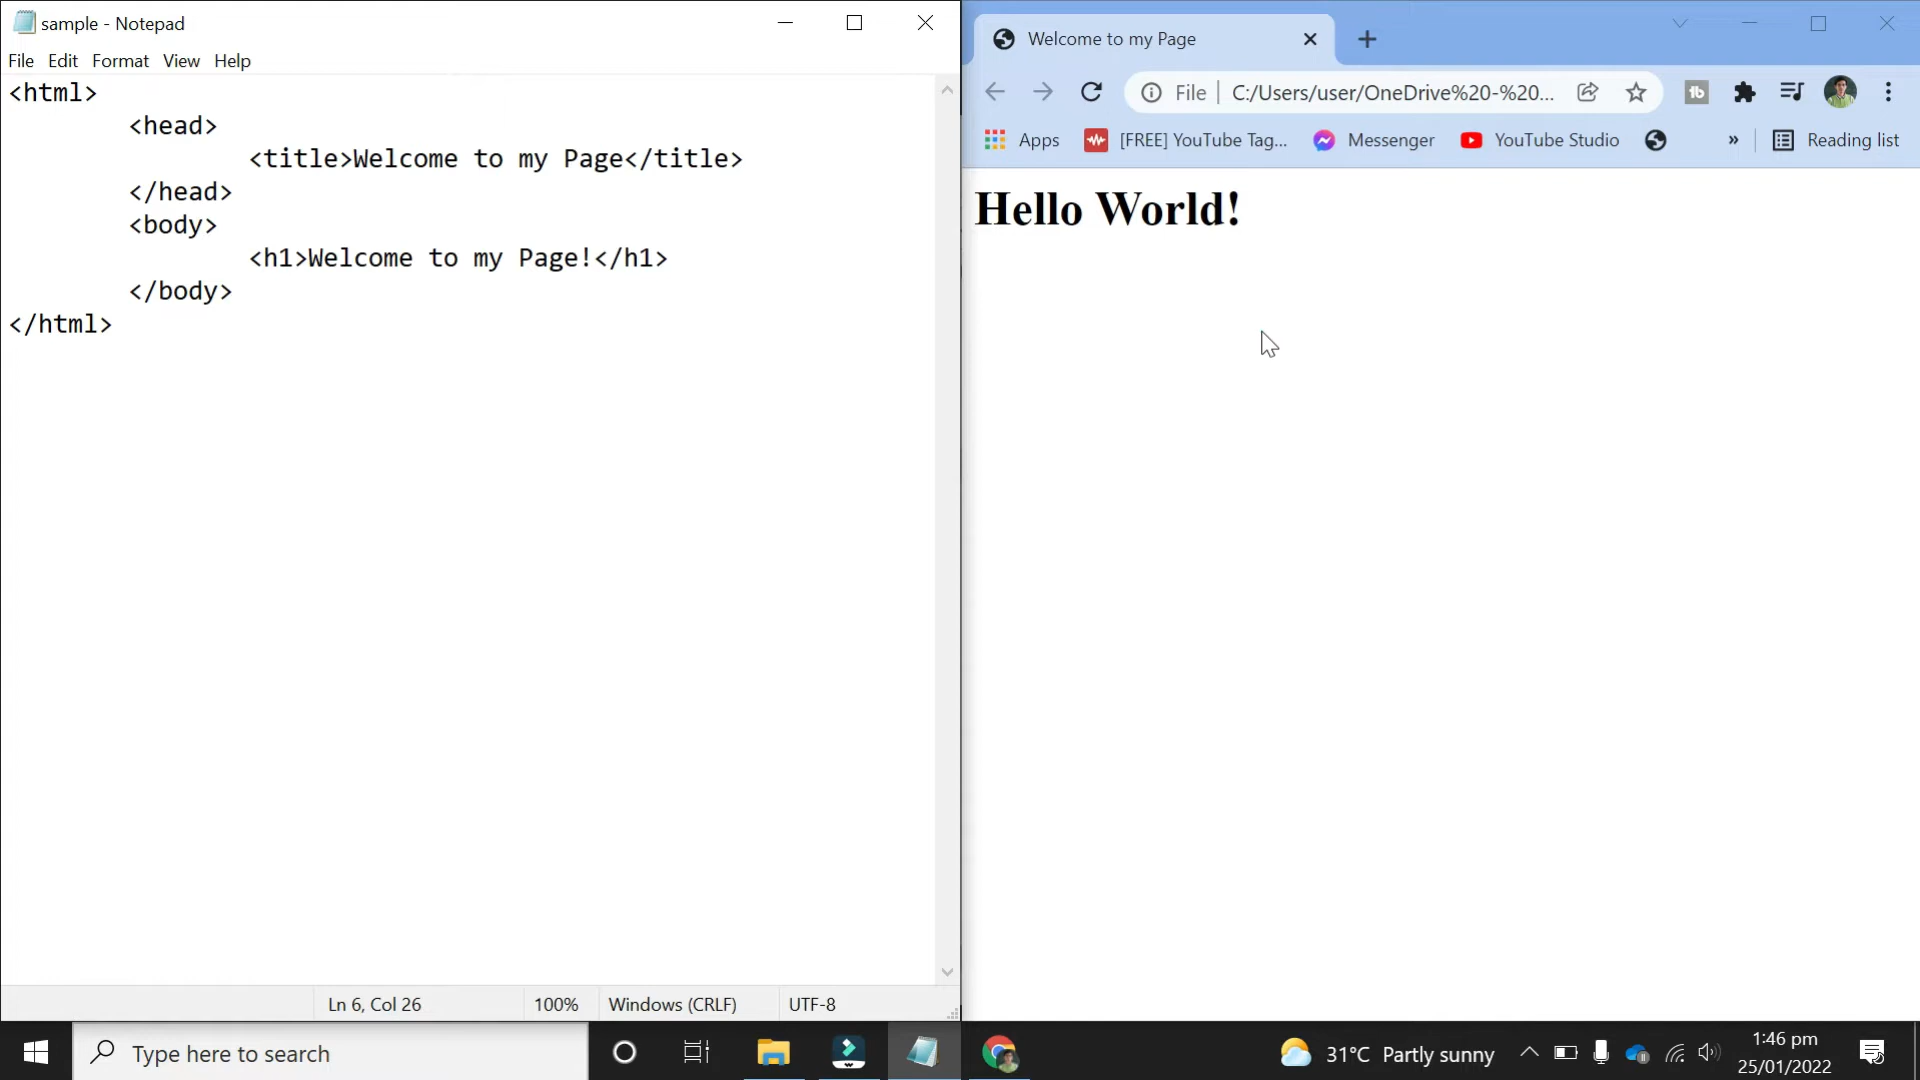 sample - Notepad
File Edit Format View Help
<html>
<head>
<title>Welcome to my Page</title>
</head>
<body>
<h1>Welcome to my Page!</h1>
</body>
</html>
Ln 6, Col 26 100% Windows (CRLF) UTF-8
Welcome to my Page
File C:/Users/user/OneDrive%20-%20...
tb
Apps [FREE] YouTube Tag... Messenger YouTube Studio » Reading list
Hello World!
Type here to search
31°C Partly sunny
1:46 pm
25/01/2022